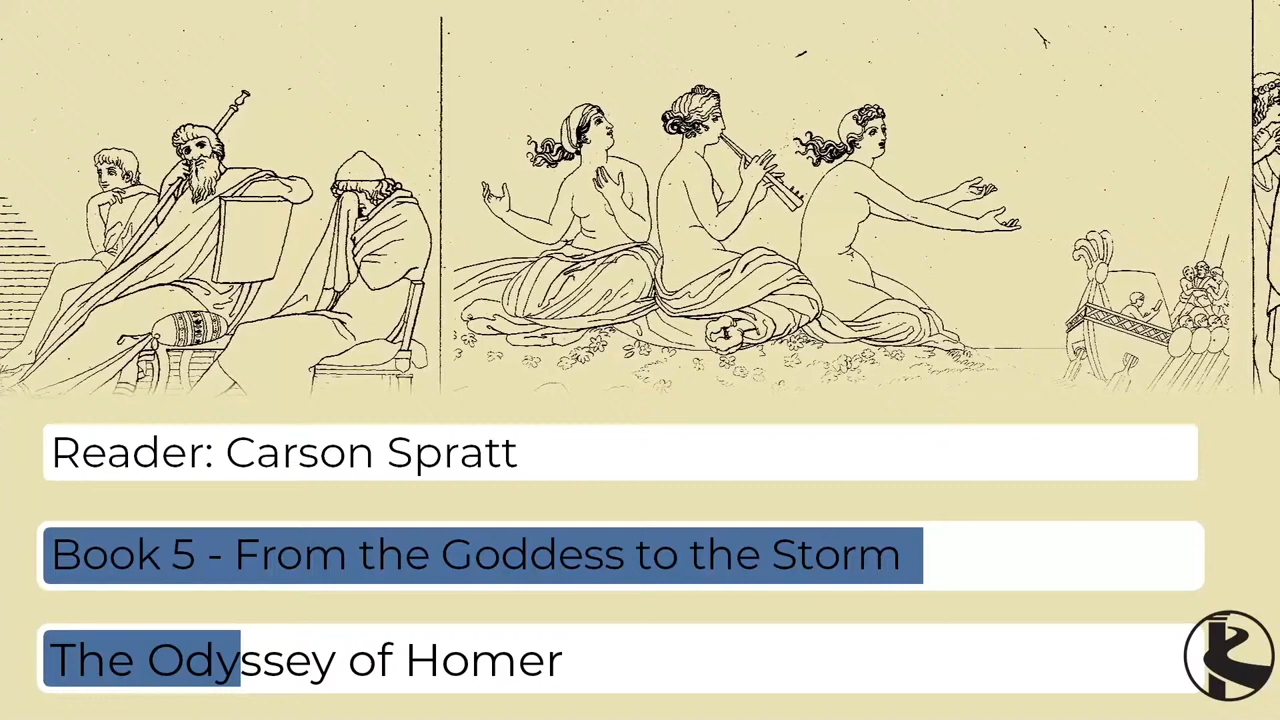 Reader: Carson Spratt
Book 5 - From the Goddess to the Storm
The Odyssey of Homer